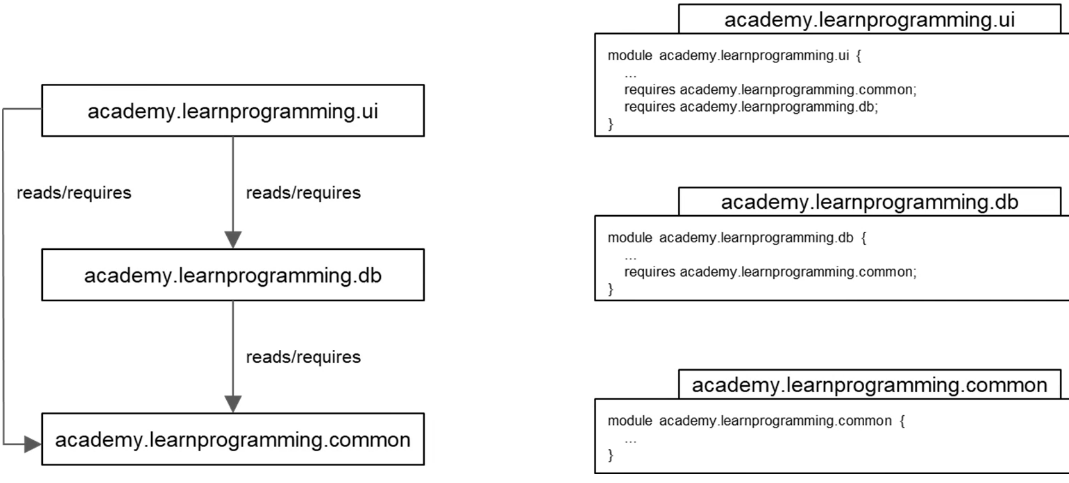 academy.learnprogramming.ui
reads/requires
reads/requires
academy.learnprogramming.db
reads/requires
academy.learnprogramming.common
academy.learnprogramming.ui
module academy.learnprogramming.ui {
...
requires academy.learnprogramming.common;
requires academy.learnprogramming.db;
}
academy.learnprogramming.db
module academy.learnprogramming.db {
...
requires academy.learnprogramming.common;
}
academy.learnprogramming.common
module academy.learnprogramming.common {
...
}